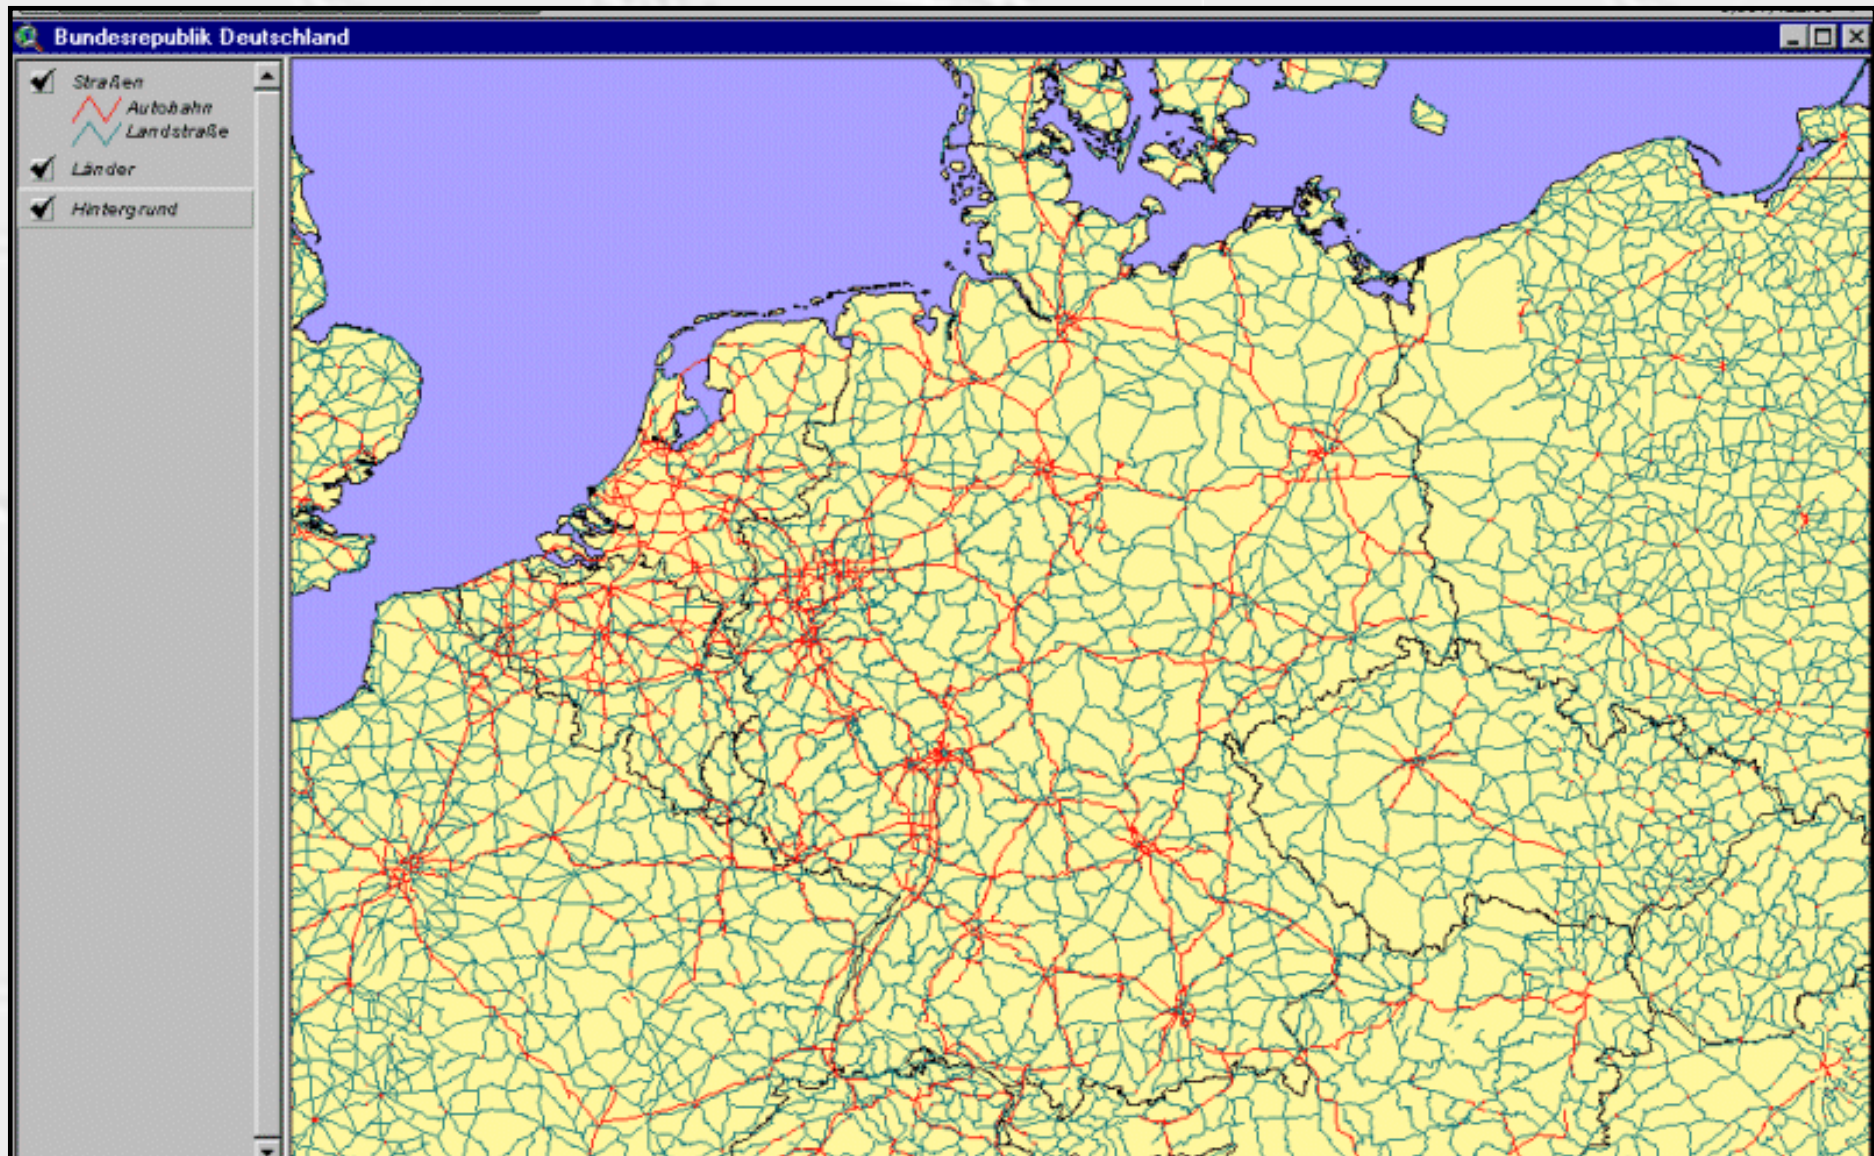 Bundesrepublik Deutschland
Straßen
Autobahn
Landstraße
Länder
Hintergrund